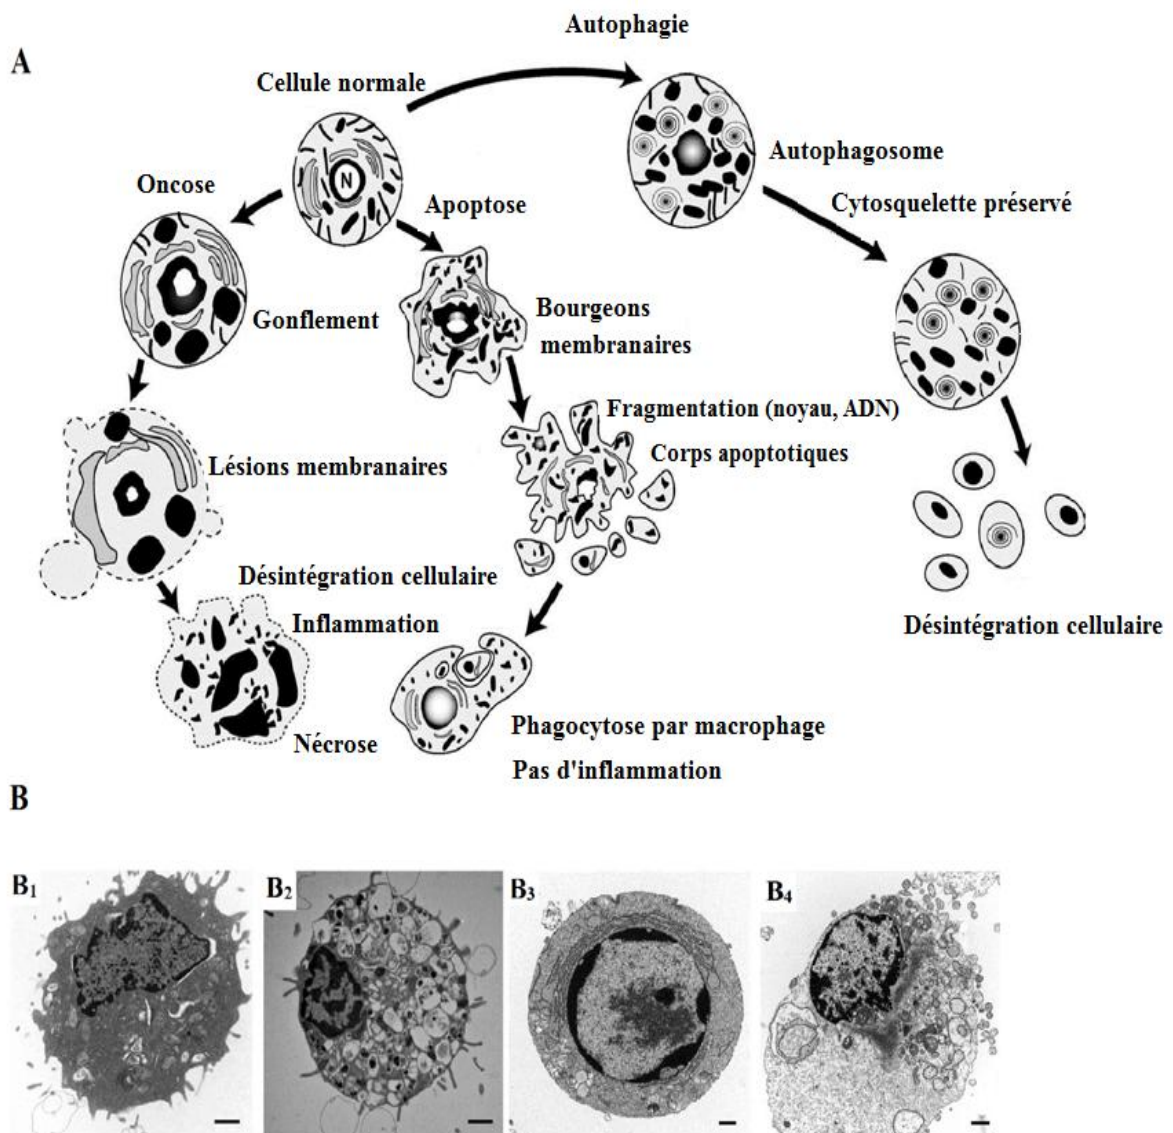 Autophagie
A
Cellule normale
N
Autophagosome
Oncose
Apoptose
Cytosquelette préservé
Gonflement
Bourgeons
membranaires
Fragmentation (noyau, ADN)
Corps apoptotiques
Lésions membranaires
Désintégration cellulaire
Inflammation
Désintégration cellulaire
Nécrose
Phagocytose par macrophage
Pas d'inflammation
B
B1
B2
B3
B4